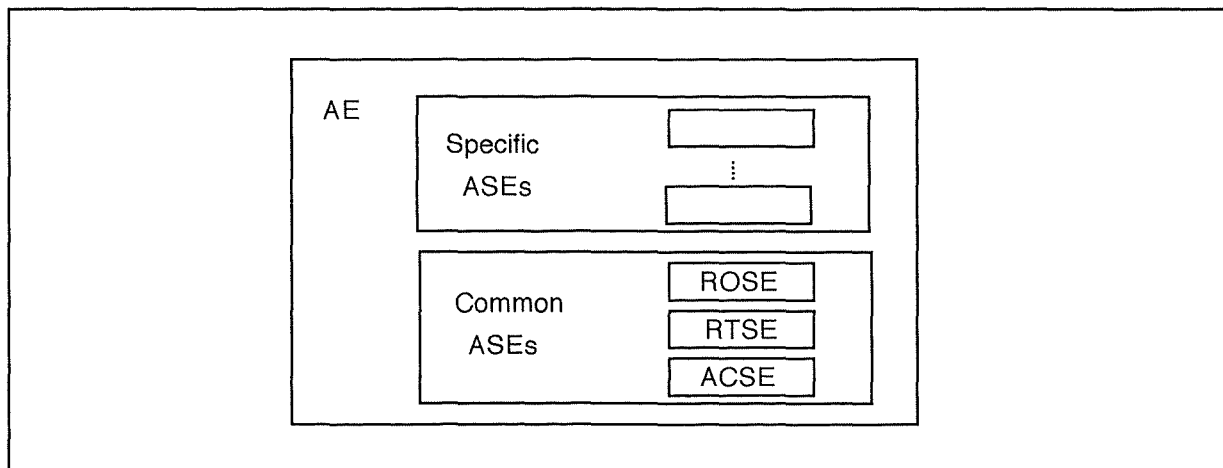 AE
Specific
ASEs
Common
ASEs
ROSE
RTSE
ACSE